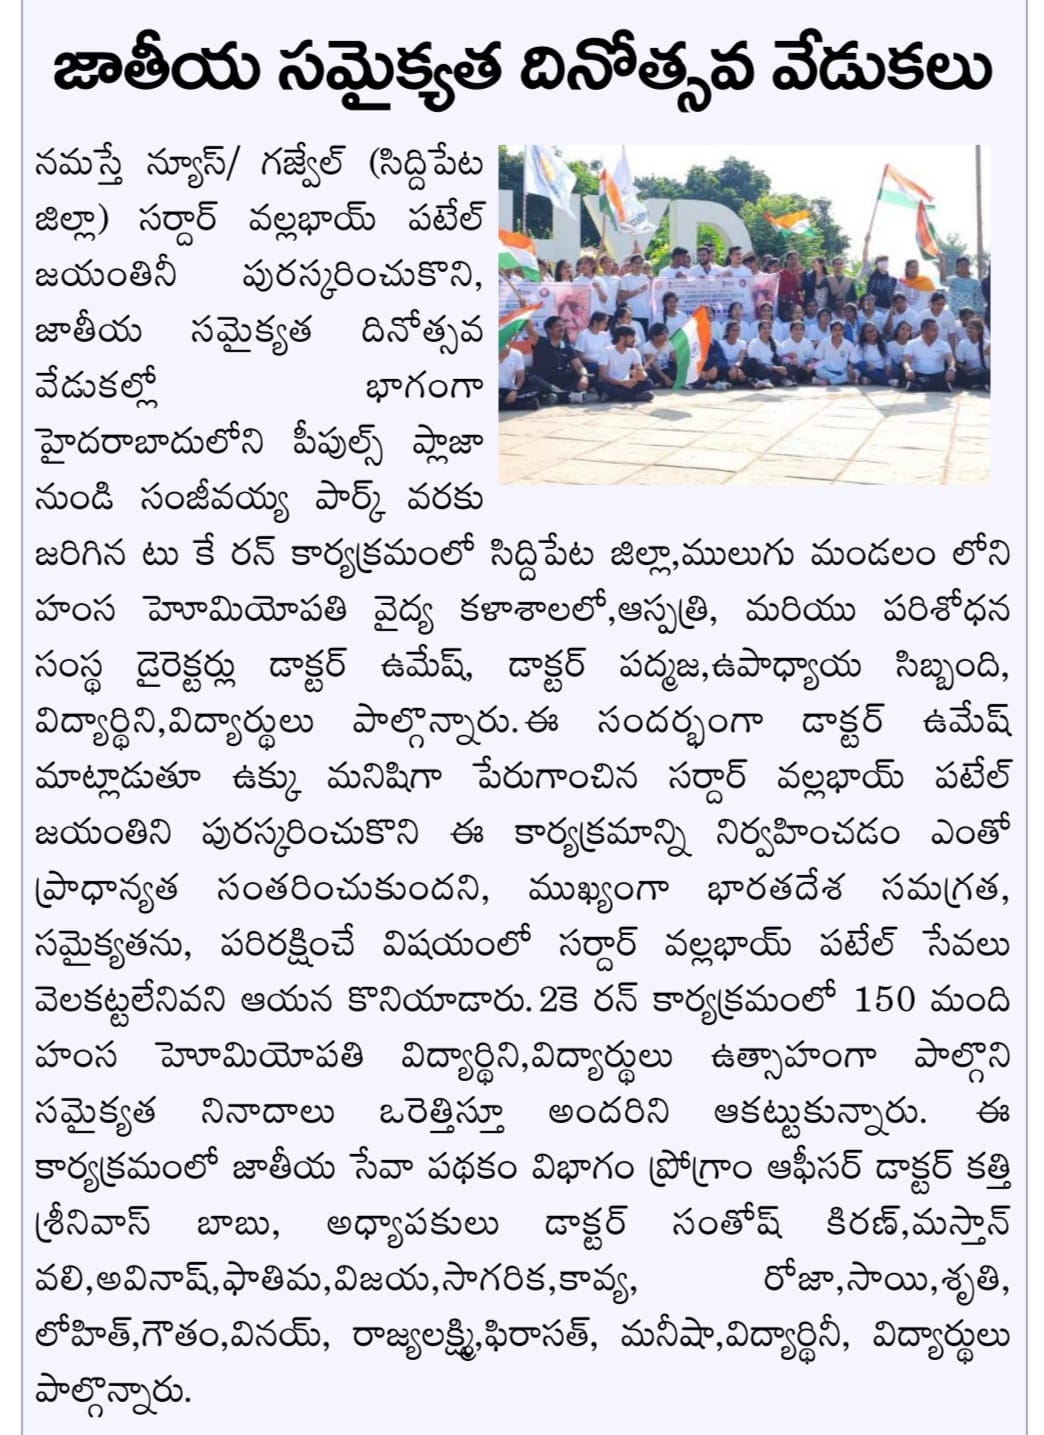 జాతీయ సమైక్యత దినోత్సవ వేడుకలు
నమస్తే న్యూస్/ గజ్వేల్ (సిద్దిపేట
జిల్లా) సర్దార్ వల్లభాయ్ పటేల్
జయంతినీ పురస్కరించుకొని,
జాతీయ సమైక్యత దినోత్సవ
వేడుకల్లో భాగంగా
హైదరాబాదులోని పీపుల్స్ ప్లాజా
నుండి సంజీవయ్య పార్క్ వరకు
HYD
జరిగిన టు కే రన్ కార్యక్రమంలో సిద్దిపేట జిల్లా,ములుగు మండలం లోని
హంస హెూమియోపతి వైద్య కళాశాలలో,ఆస్పత్రి, మరియు పరిశోధన
సంస్థ డైరెక్టర్లు డాక్టర్ ఉమేష్, డాక్టర్ పద్మజ,ఉపాధ్యాయ సిబ్బంది,
విద్యార్థిని,విద్యార్థులు పాల్గొన్నారు.ఈ సందర్భంగా డాక్టర్ ఉమేష్
మాట్లాడుతూ ఉక్కు మనిషిగా పేరుగాంచిన సర్దార్ వల్లభాయ్ పటేల్
జయంతిని పురస్కరించుకొని ఈ కార్యక్రమాన్ని నిర్వహించడం ఎంతో
ప్రాధాన్యత సంతరించుకుందని, ముఖ్యంగా భారతదేశ సమగ్రత,
సమైక్యతను, పరిరక్షించే విషయంలో సర్దార్ వల్లభాయ్ పటేల్ సేవలు
వెలకట్టలేనివని ఆయన కొనియాడారు.2కె రన్ కార్యక్రమంలో 150 మంది
హంస హెూమియోపతి విద్యార్థిని,విద్యార్థులు ఉత్సాహంగా పాల్గొని
సమైక్యత నినాదాలు ఒరెత్తిస్తూ అందరిని ఆకట్టుకున్నారు. ఈ
కార్యక్రమంలో జాతీయ సేవా పథకం విభాగం ప్రోగ్రాం ఆఫీసర్ డాక్టర్ కత్తి
శ్రీనివాస్ బాబు, అధ్యాపకులు డాక్టర్ సంతోష్ కిరణ్,మస్తాన్
వలి,అవినాష్,ఫాతిమ,విజయ,సాగరిక,కావ్య, రోజా,సాయి,శృతి,
లోహిత్,గౌతం,వినయ్, రాజ్యలక్ష్మి,ఫిరాసత్, మనీషా,విద్యార్థినీ, విద్యార్థులు
పాల్గొన్నారు.